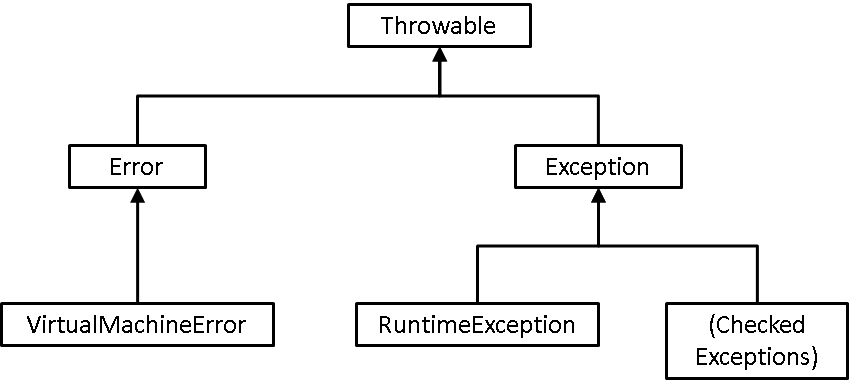 Throwable
Error
Exception
VirtualMachineError
RuntimeException
(Checked
Exceptions)